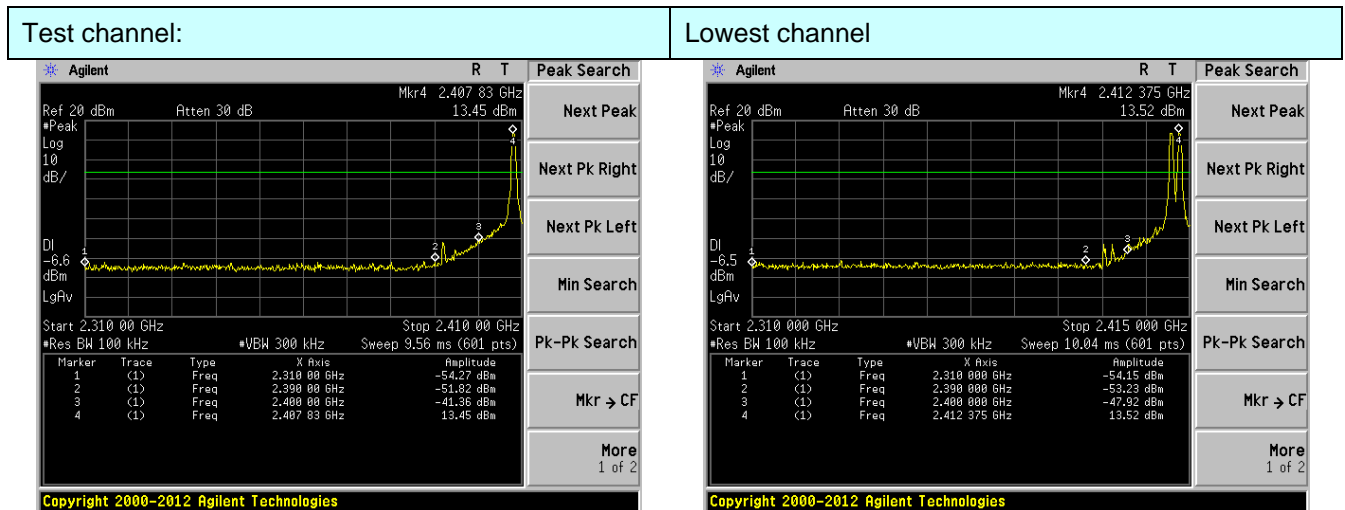 Test channel:
Lowest channel
Agilent R T Peak Search
Mkr4 2.407 83 GHz
Ref 20 dBm Atten 30 dB 13.45 dBm
#Peak
Log
10
dB/
DI
-6.6
dBm
LgAv
1
2
3
4
Start 2.310 00 GHz Stop 2.410 00 GHz
#Res BW 100 kHz #VBW 300 kHz Sweep 9.56 ms (601 pts)
Marker Trace Type X Axis Amplitude
1 (1) Freq 2.310 00 GHz -54.27 dBm
2 (1) Freq 2.390 00 GHz -51.82 dBm
3 (1) Freq 2.400 00 GHz -41.36 dBm
4 (1) Freq 2.407 83 GHz 13.45 dBm
Next Peak
Next Pk Right
Next Pk Left
Min Search
Pk-Pk Search
Mkr → CF
More
1 of 2
Copyright 2000-2012 Agilent Technologies
Agilent R T Peak Search
Mkr4 2.412 375 GHz
Ref 20 dBm Atten 30 dB 13.52 dBm
#Peak
Log
10
dB/
DI
-6.5
dBm
LgAv
1
2
3
4
Start 2.310 000 GHz Stop 2.415 000 GHz
#Res BW 100 kHz #VBW 300 kHz Sweep 10.04 ms (601 pts)
Marker Trace Type X Axis Amplitude
1 (1) Freq 2.310 000 GHz -54.15 dBm
2 (1) Freq 2.390 000 GHz -53.23 dBm
3 (1) Freq 2.400 000 GHz -47.92 dBm
4 (1) Freq 2.412 375 GHz 13.52 dBm
Next Peak
Next Pk Right
Next Pk Left
Min Search
Pk-Pk Search
Mkr → CF
More
1 of 2
Copyright 2000-2012 Agilent Technologies